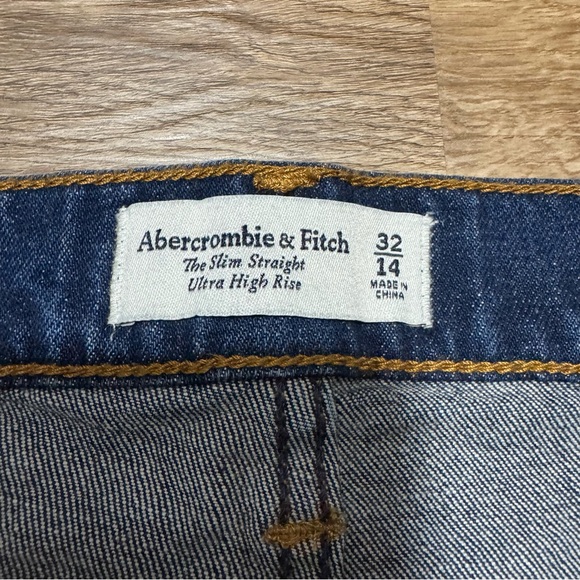 Abercrombie & Fitch
The Slim Straight
Ultra High Rise
32
14
MADE IN
CHINA